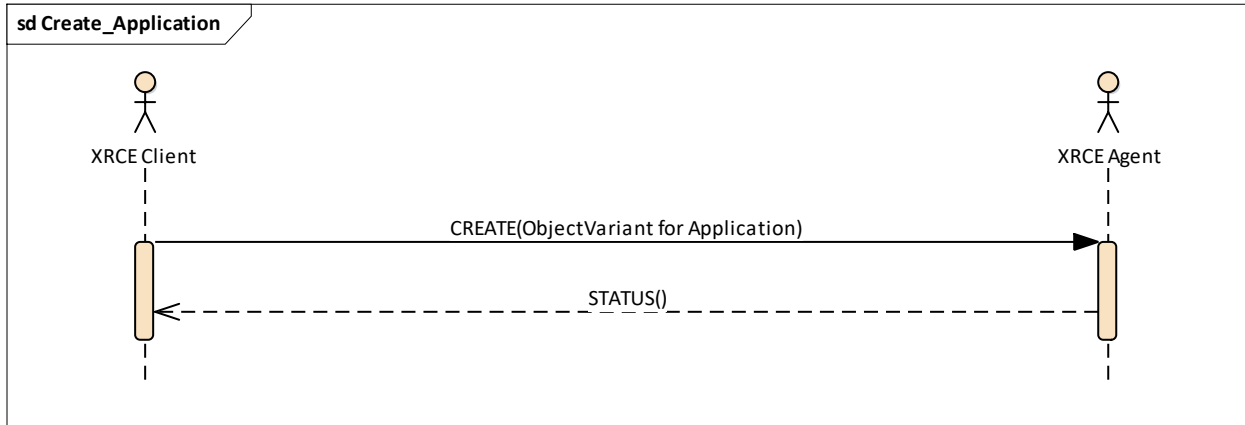 sd Create_Application
XRCE Client
XRCE Agent
CREATE(ObjectVariant for Application)
STATUS()